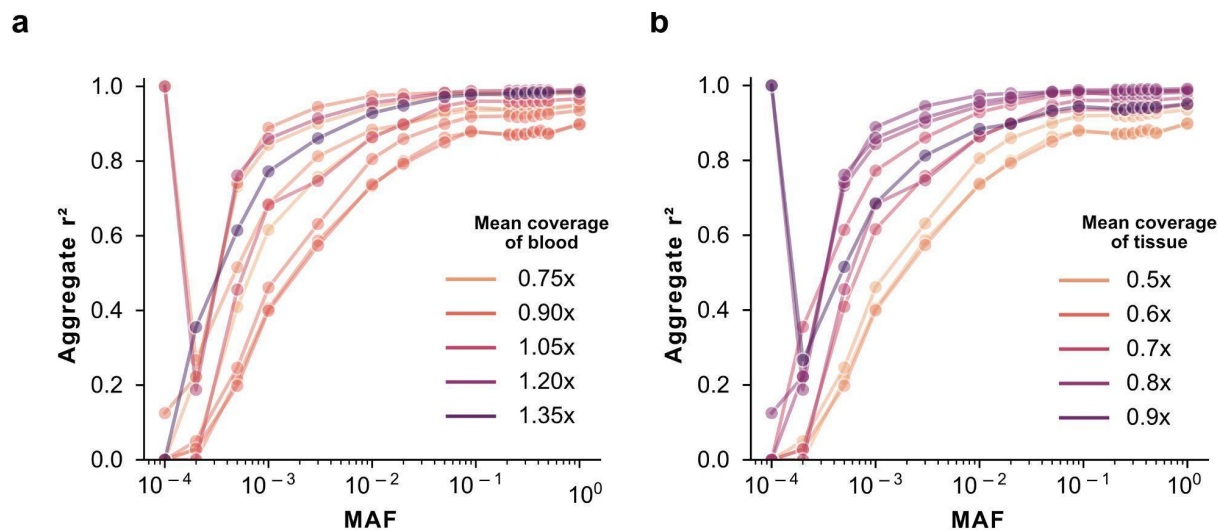 a
1.0
0.8
0.6
0.4
0.2
0.0
Aggregate r²
10⁻⁴ 10⁻³ 10⁻² 10⁻¹ 10⁰
MAF
Mean coverage
of blood
0.75x
0.90x
1.05x
1.20x
1.35x
b
1.0
0.8
0.6
0.4
0.2
0.0
Aggregate r²
10⁻⁴ 10⁻³ 10⁻² 10⁻¹ 10⁰
MAF
Mean coverage
of tissue
0.5x
0.6x
0.7x
0.8x
0.9x